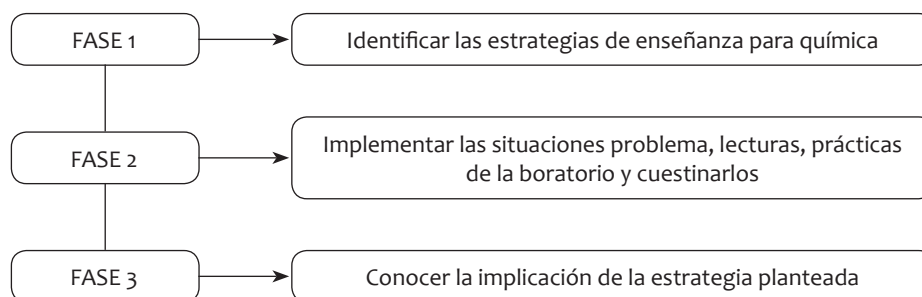 FASE 1
Identificar las estrategias de enseñanza para química
FASE 2
Implementar las situaciones problema, lecturas, prácticas
de la boratorio y cuestinarlos
FASE 3
Conocer la implicación de la estrategia planteada